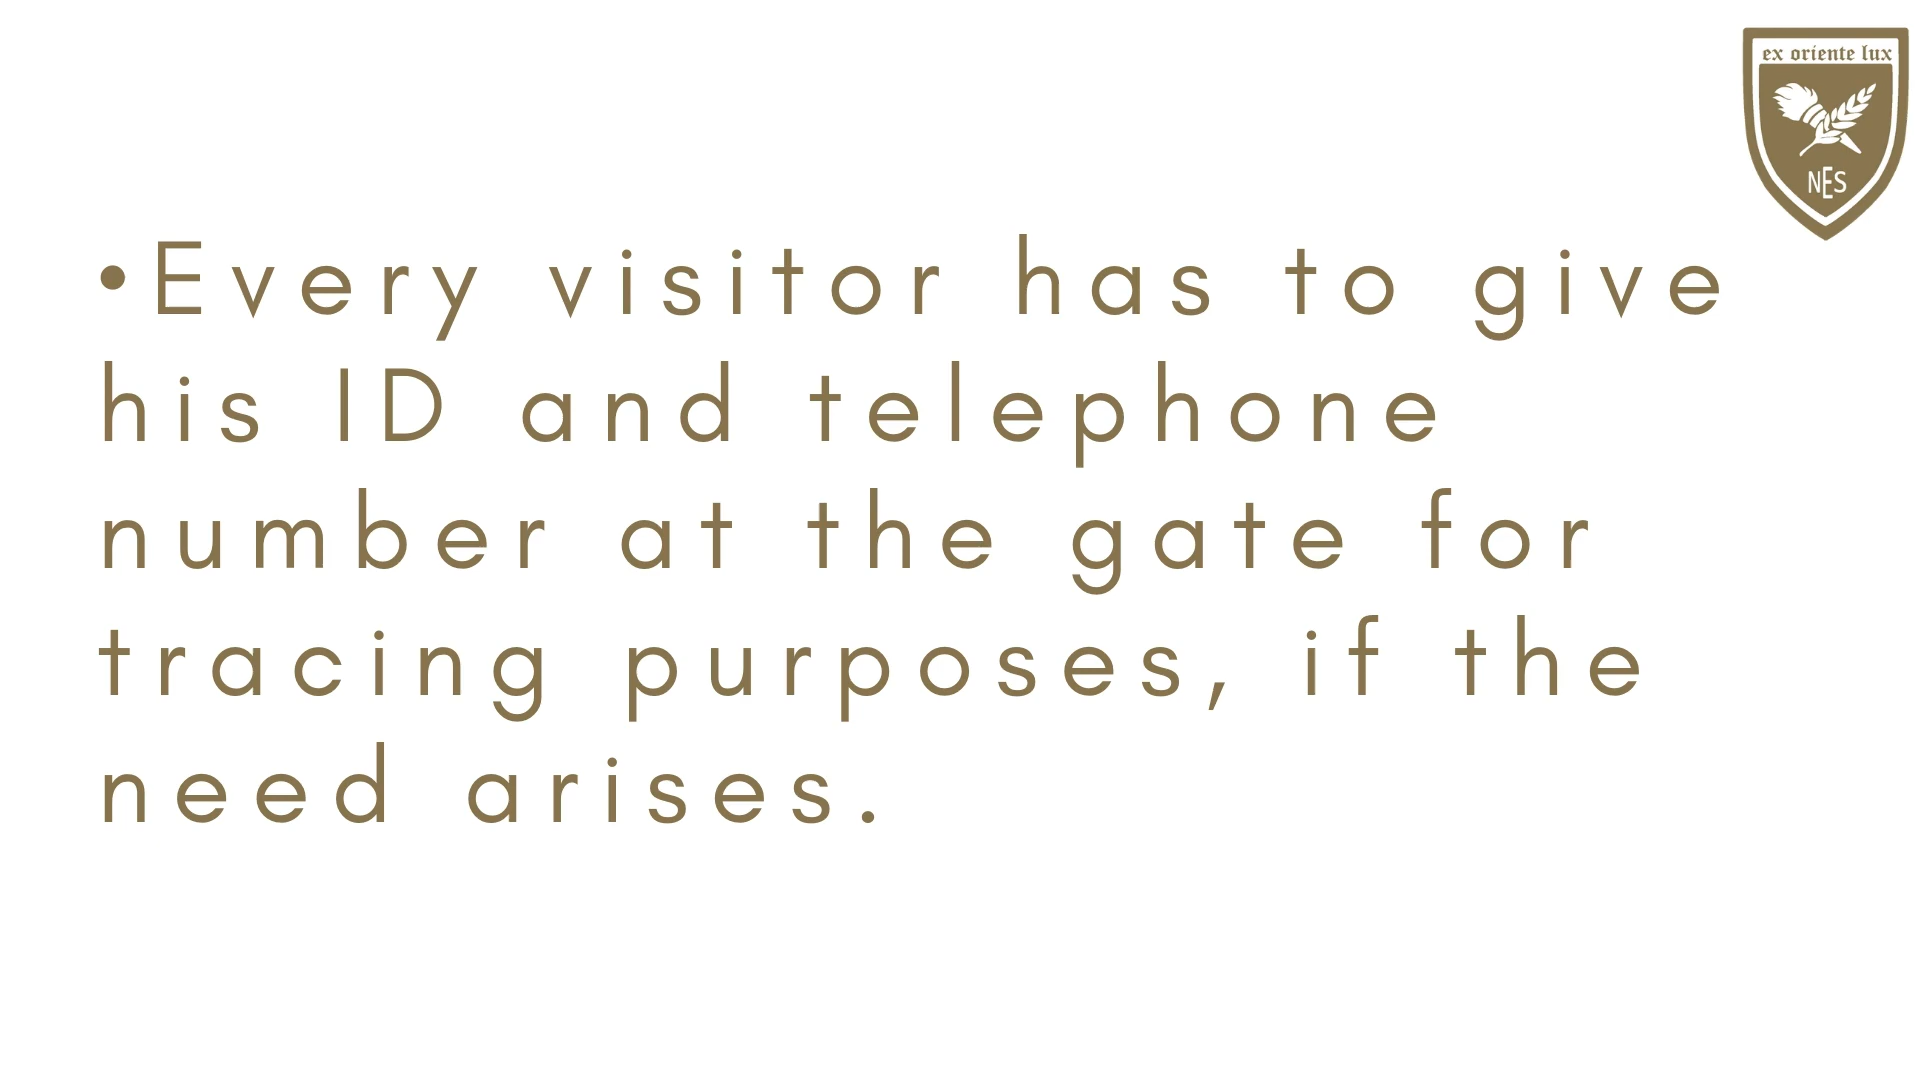 ex oriente lux
NES
•Every visitor has to give
his ID and telephone
number at the gate for
tracing purposes, if the
need arises.